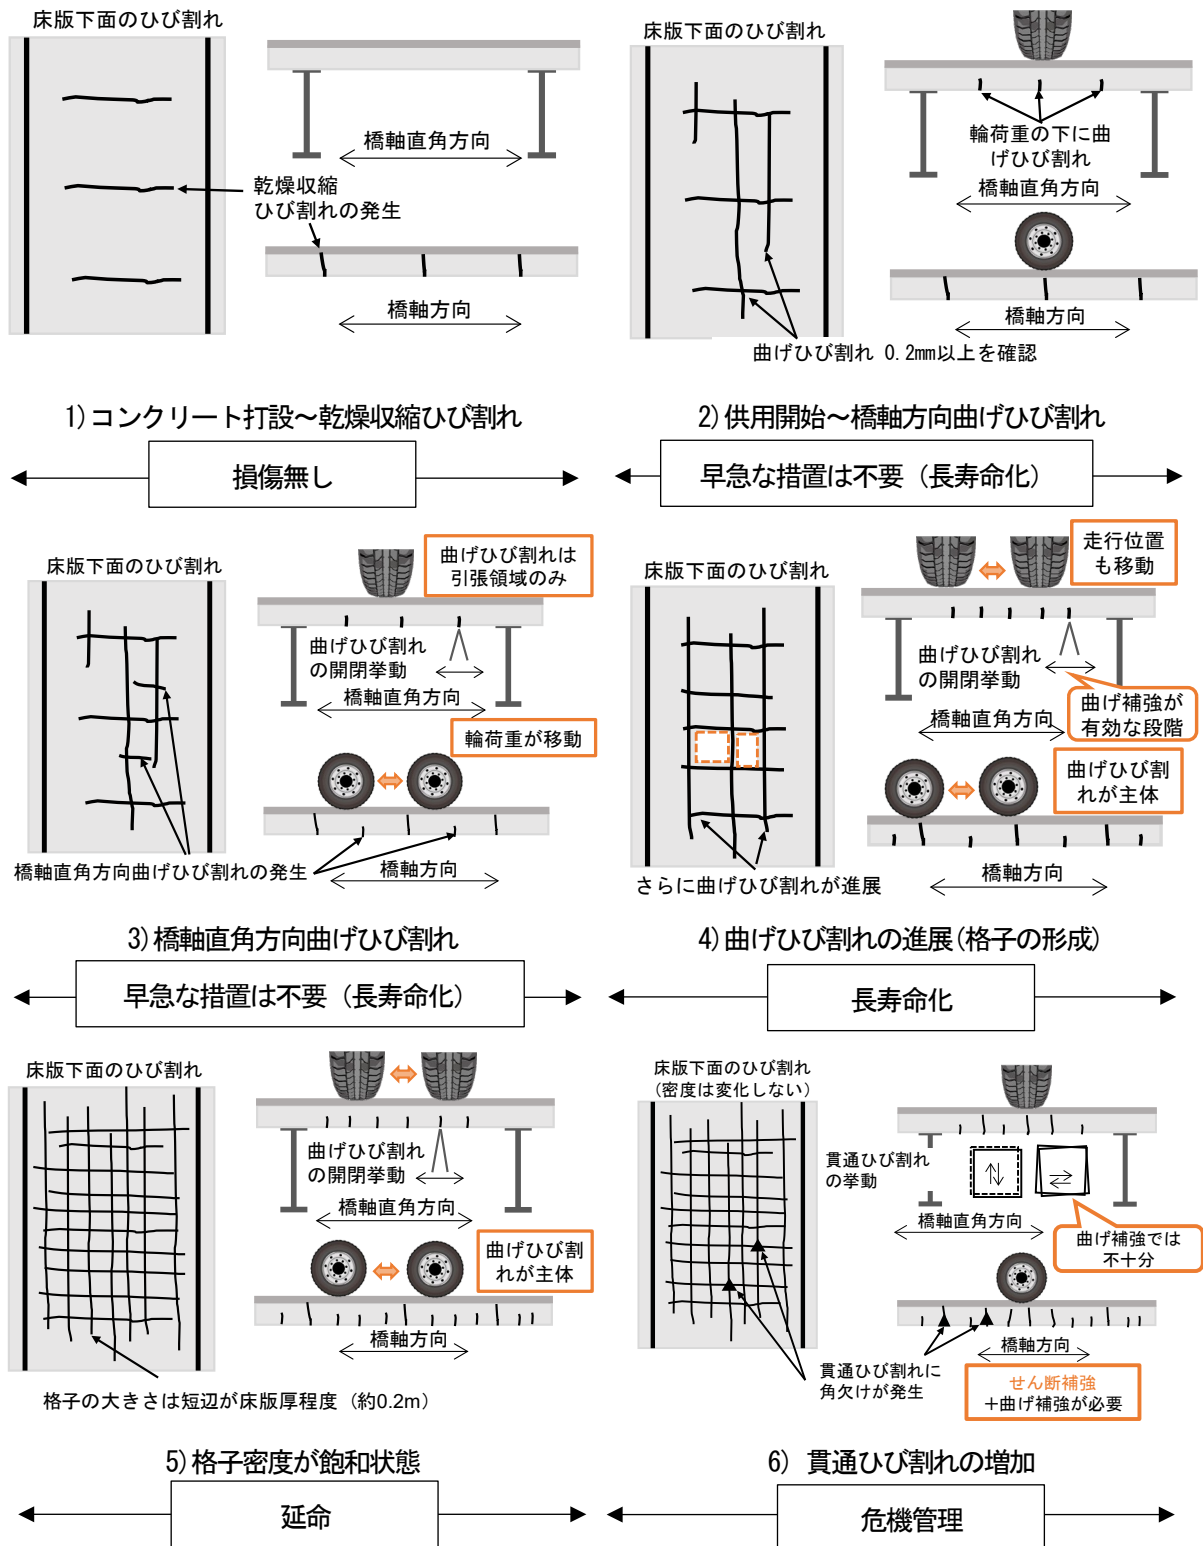 床版下面のひび割れ
橋軸直角方向
乾燥収縮
ひび割れの発生
橋軸方向
1)コンクリート打設～乾燥収縮ひび割れ
損傷無し
床版下面のひび割れ
輪荷重の下に曲
げひび割れ
橋軸直角方向
橋軸方向
曲げひび割れ 0.2mm以上を確認
2)供用開始～橋軸方向曲げひび割れ
早急な措置は不要（長寿命化）
床版下面のひび割れ
曲げひび割れは
引張領域のみ
曲げひび割れ
の開閉挙動
橋軸直角方向
輪荷重が移動
橋軸直角方向曲げひび割れの発生
橋軸方向
3)橋軸直角方向曲げひび割れ
早急な措置は不要（長寿命化）
床版下面のひび割れ
走行位置
も移動
曲げひび割れ
の開閉挙動
曲げ補強が
有効な段階
橋軸直角方向
曲げひび割
れが主体
橋軸方向
さらに曲げひび割れが進展
4)曲げひび割れの進展(格子の形成)
長寿命化
床版下面のひび割れ
曲げひび割れ
の開閉挙動
橋軸直角方向
曲げひび割
れが主体
橋軸方向
格子の大きさは短辺が床版厚程度（約0.2m）
5)格子密度が飽和状態
延命
床版下面のひび割れ
(密度は変化しない)
貫通ひび割れ
の挙動
橋軸直角方向
曲げ補強では
不十分
橋軸方向
貫通ひび割れに
角欠けが発生
せん断補強
＋曲げ補強が必要
6) 貫通ひび割れの増加
危機管理